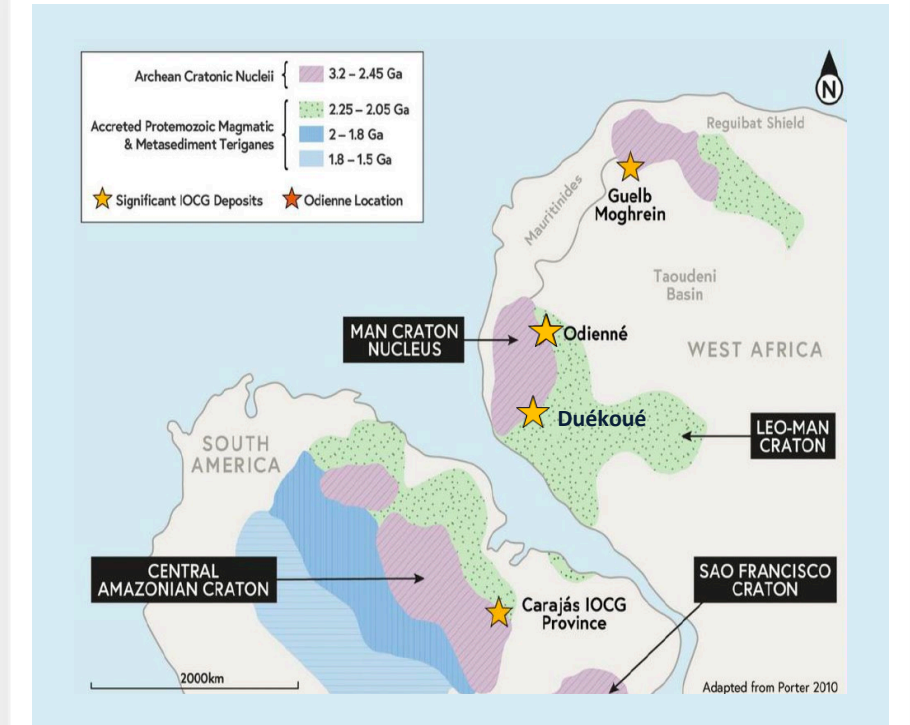 Archean Cratonic Nucleii
3.2 – 2.45 Ga
Accreted Protemozoic Magmatic
& Metasediment Teriganes
2.25 – 2.05 Ga
2 – 1.8 Ga
1.8 – 1.5 Ga
Significant IOCG Deposits
Odienne Location
N
Reguibat Shield
Guelb
Moghrein
Mauritinides
Taoudeni
Basin
MAN CRATON
NUCLEUS
Odienné
WEST AFRICA
Duékoué
LEO-MAN
CRATON
SOUTH
AMERICA
CENTRAL
AMAZONIAN CRATON
SAO FRANCISCO
CRATON
Carajás IOCG
Province
2000km
Adapted from Porter 2010